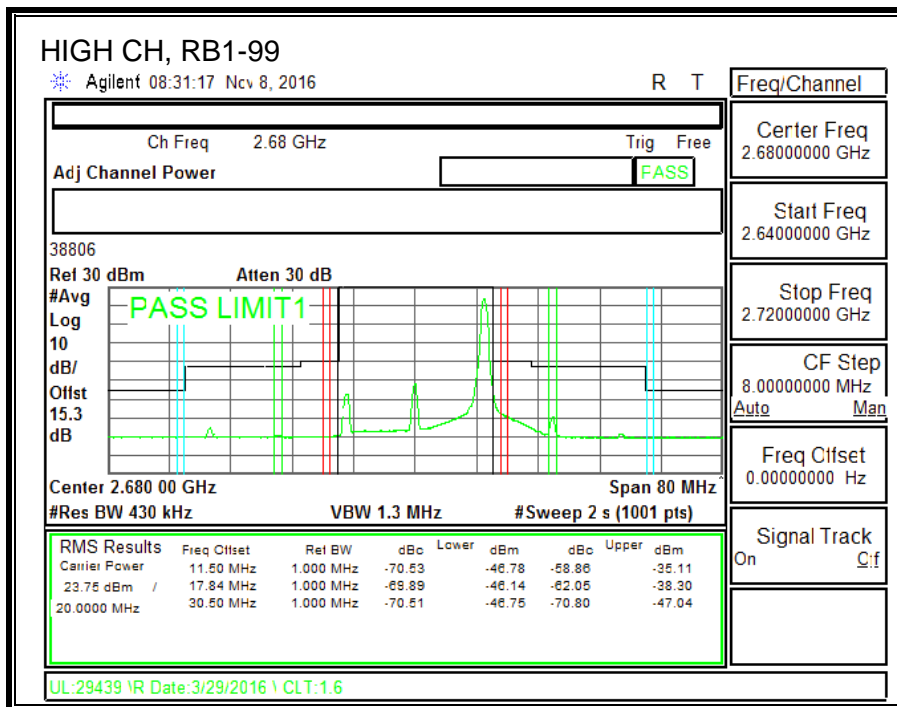 HIGH CH, RB1-99
Agilent 08:31:17 Nov 8, 2016 R T
Freq/Channel
Ch Freq 2.68 GHz Trig Free
Adj Channel Power PASS
Center Freq
2.68000000 GHz
Start Freq
2.64000000 GHz
Stop Freq
2.72000000 GHz
CF Step
8.00000000 MHz
Auto Man
Freq Offset
0.00000000 Hz
Signal Track
On Off
38806
Ref 30 dBm Atten 30 dB
#Avg
Log
10
dB/
Offst
15.3
dB
PASS LIMIT1
Center 2.680 00 GHz Span 80 MHz
#Res BW 430 kHz VBW 1.3 MHz #Sweep 2 s (1001 pts)
RMS Results Freq Offset Ref BW dBc Lower dBm dBc Upper dBm
Carrier Power 11.50 MHz 1.000 MHz -70.53 -46.78 -58.86 -35.11
23.75 dBm / 17.84 MHz 1.000 MHz -69.89 -46.14 -62.05 -38.30
20.0000 MHz 30.50 MHz 1.000 MHz -70.51 -46.75 -70.80 -47.04
UL:29439 \R Date:3/29/2016 \ CLT:1.6